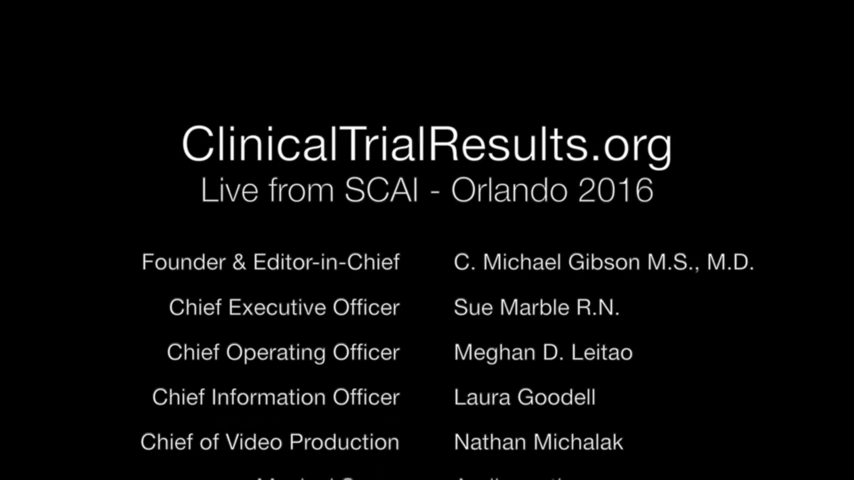 ClinicalTrialResults.org
Live from SCAI - Orlando 2016
Founder & Editor-in-Chief C. Michael Gibson M.S., M.D.
Chief Executive Officer Sue Marble R.N.
Chief Operating Officer Meghan D. Leitao
Chief Information Officer Laura Goodell
Chief of Video Production Nathan Michalak